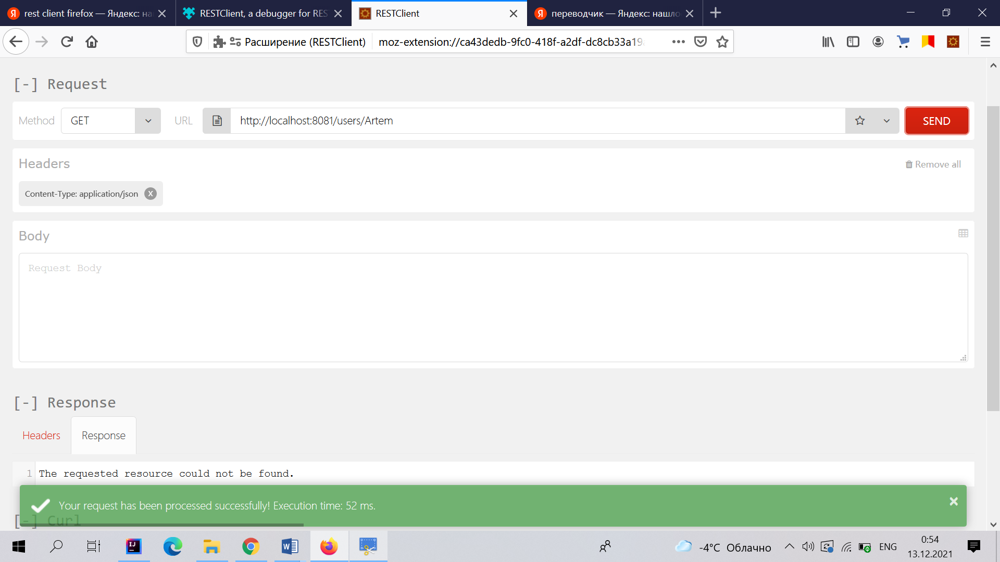 rest client firefox — Яндекс: на
RESTClient, a debugger for RES
RESTClient
переводчик — Яндекс: нашло
Расширение (RESTClient)
moz-extension://ca43dedb-9fc0-418f-a2df-dc8cb33a19
[-] Request
Method
GET
URL
http://localhost:8081/users/Artem
SEND
Headers
Remove all
Content-Type: application/json
X
Body
Request Body
[-] Response
Headers
Response
1
The requested resource could not be found.
Your request has been processed successfully! Execution time: 52 ms.
[-] Curl
-4°C Облачно
ENG
0:54
13.12.2021